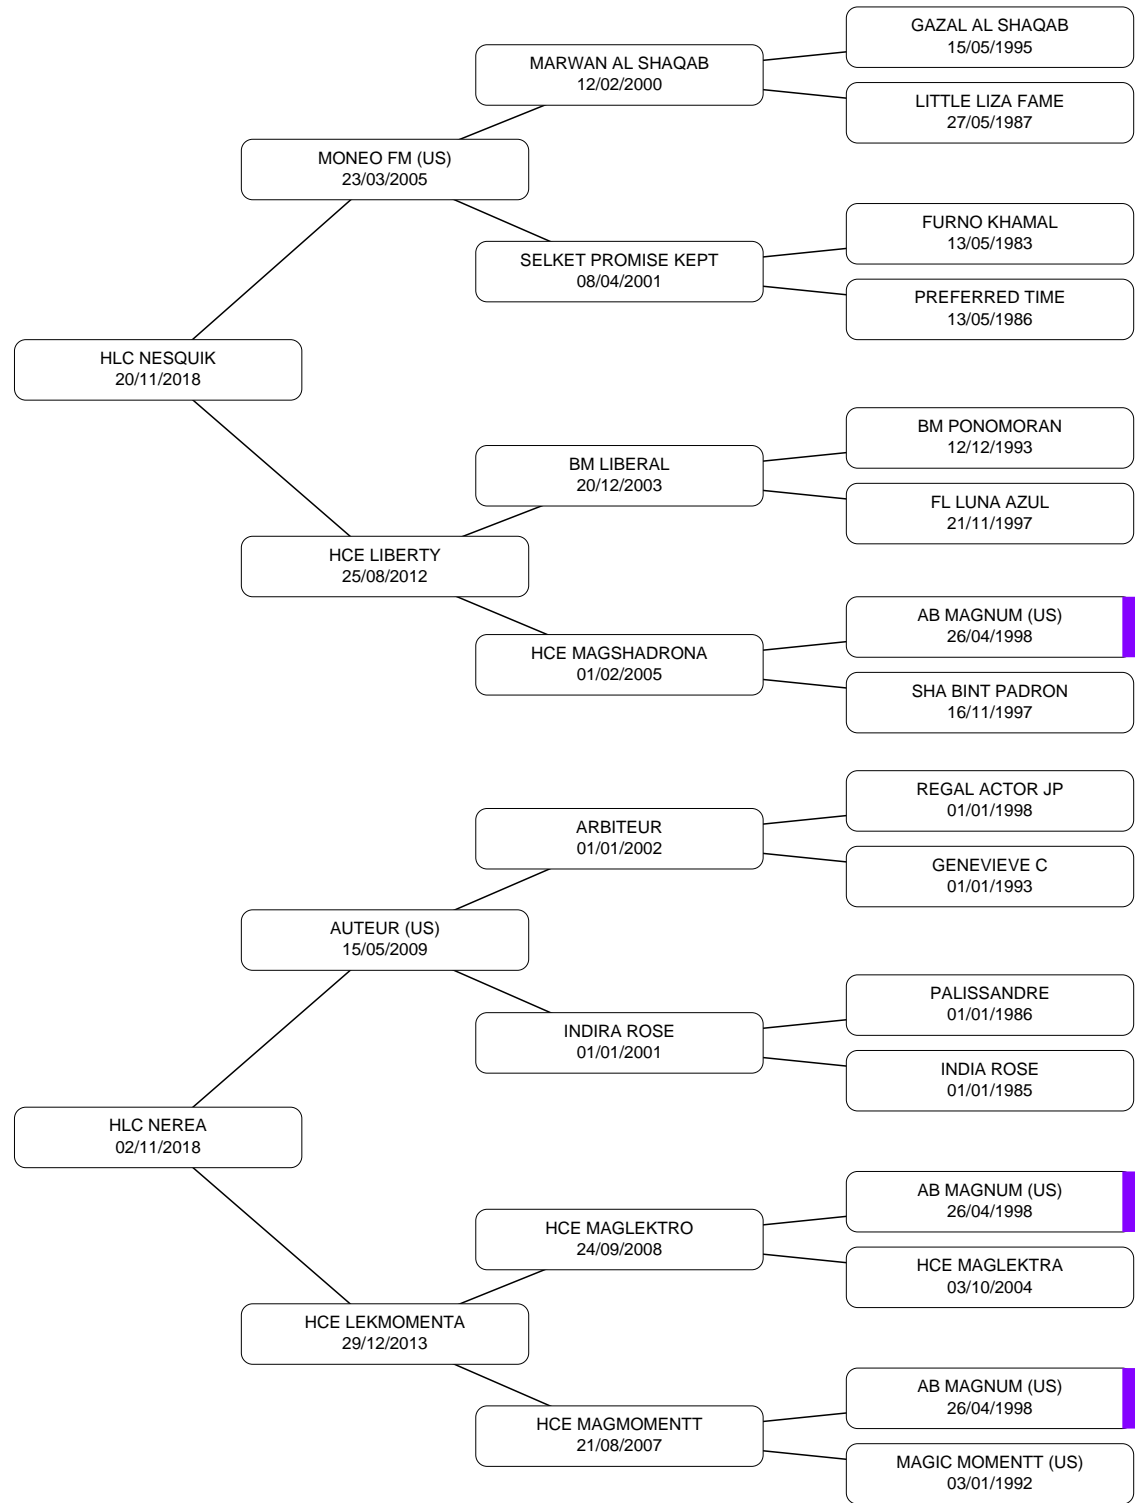 GAZAL AL SHAQAB
15/05/1995
MARWAN AL SHAQAB
12/02/2000
LITTLE LIZA FAME
27/05/1987
MONEO FM (US)
23/03/2005
FURNO KHAMAL
13/05/1983
SELKET PROMISE KEPT
08/04/2001
PREFERRED TIME
13/05/1986
HLC NESQUIK
20/11/2018
BM PONOMORAN
12/12/1993
BM LIBERAL
20/12/2003
FL LUNA AZUL
21/11/1997
HCE LIBERTY
25/08/2012
AB MAGNUM (US)
26/04/1998
HCE MAGSHADRONA
01/02/2005
SHA BINT PADRON
16/11/1997
REGAL ACTOR JP
01/01/1998
ARBITEUR
01/01/2002
GENEVIEVE C
01/01/1993
AUTEUR (US)
15/05/2009
PALISSANDRE
01/01/1986
INDIRA ROSE
01/01/2001
INDIA ROSE
01/01/1985
HLC NEREA
02/11/2018
AB MAGNUM (US)
26/04/1998
HCE MAGLEKTRO
24/09/2008
HCE MAGLEKTRA
03/10/2004
HCE LEKMOMENTA
29/12/2013
AB MAGNUM (US)
26/04/1998
HCE MAGMOMENTT
21/08/2007
MAGIC MOMENTT (US)
03/01/1992